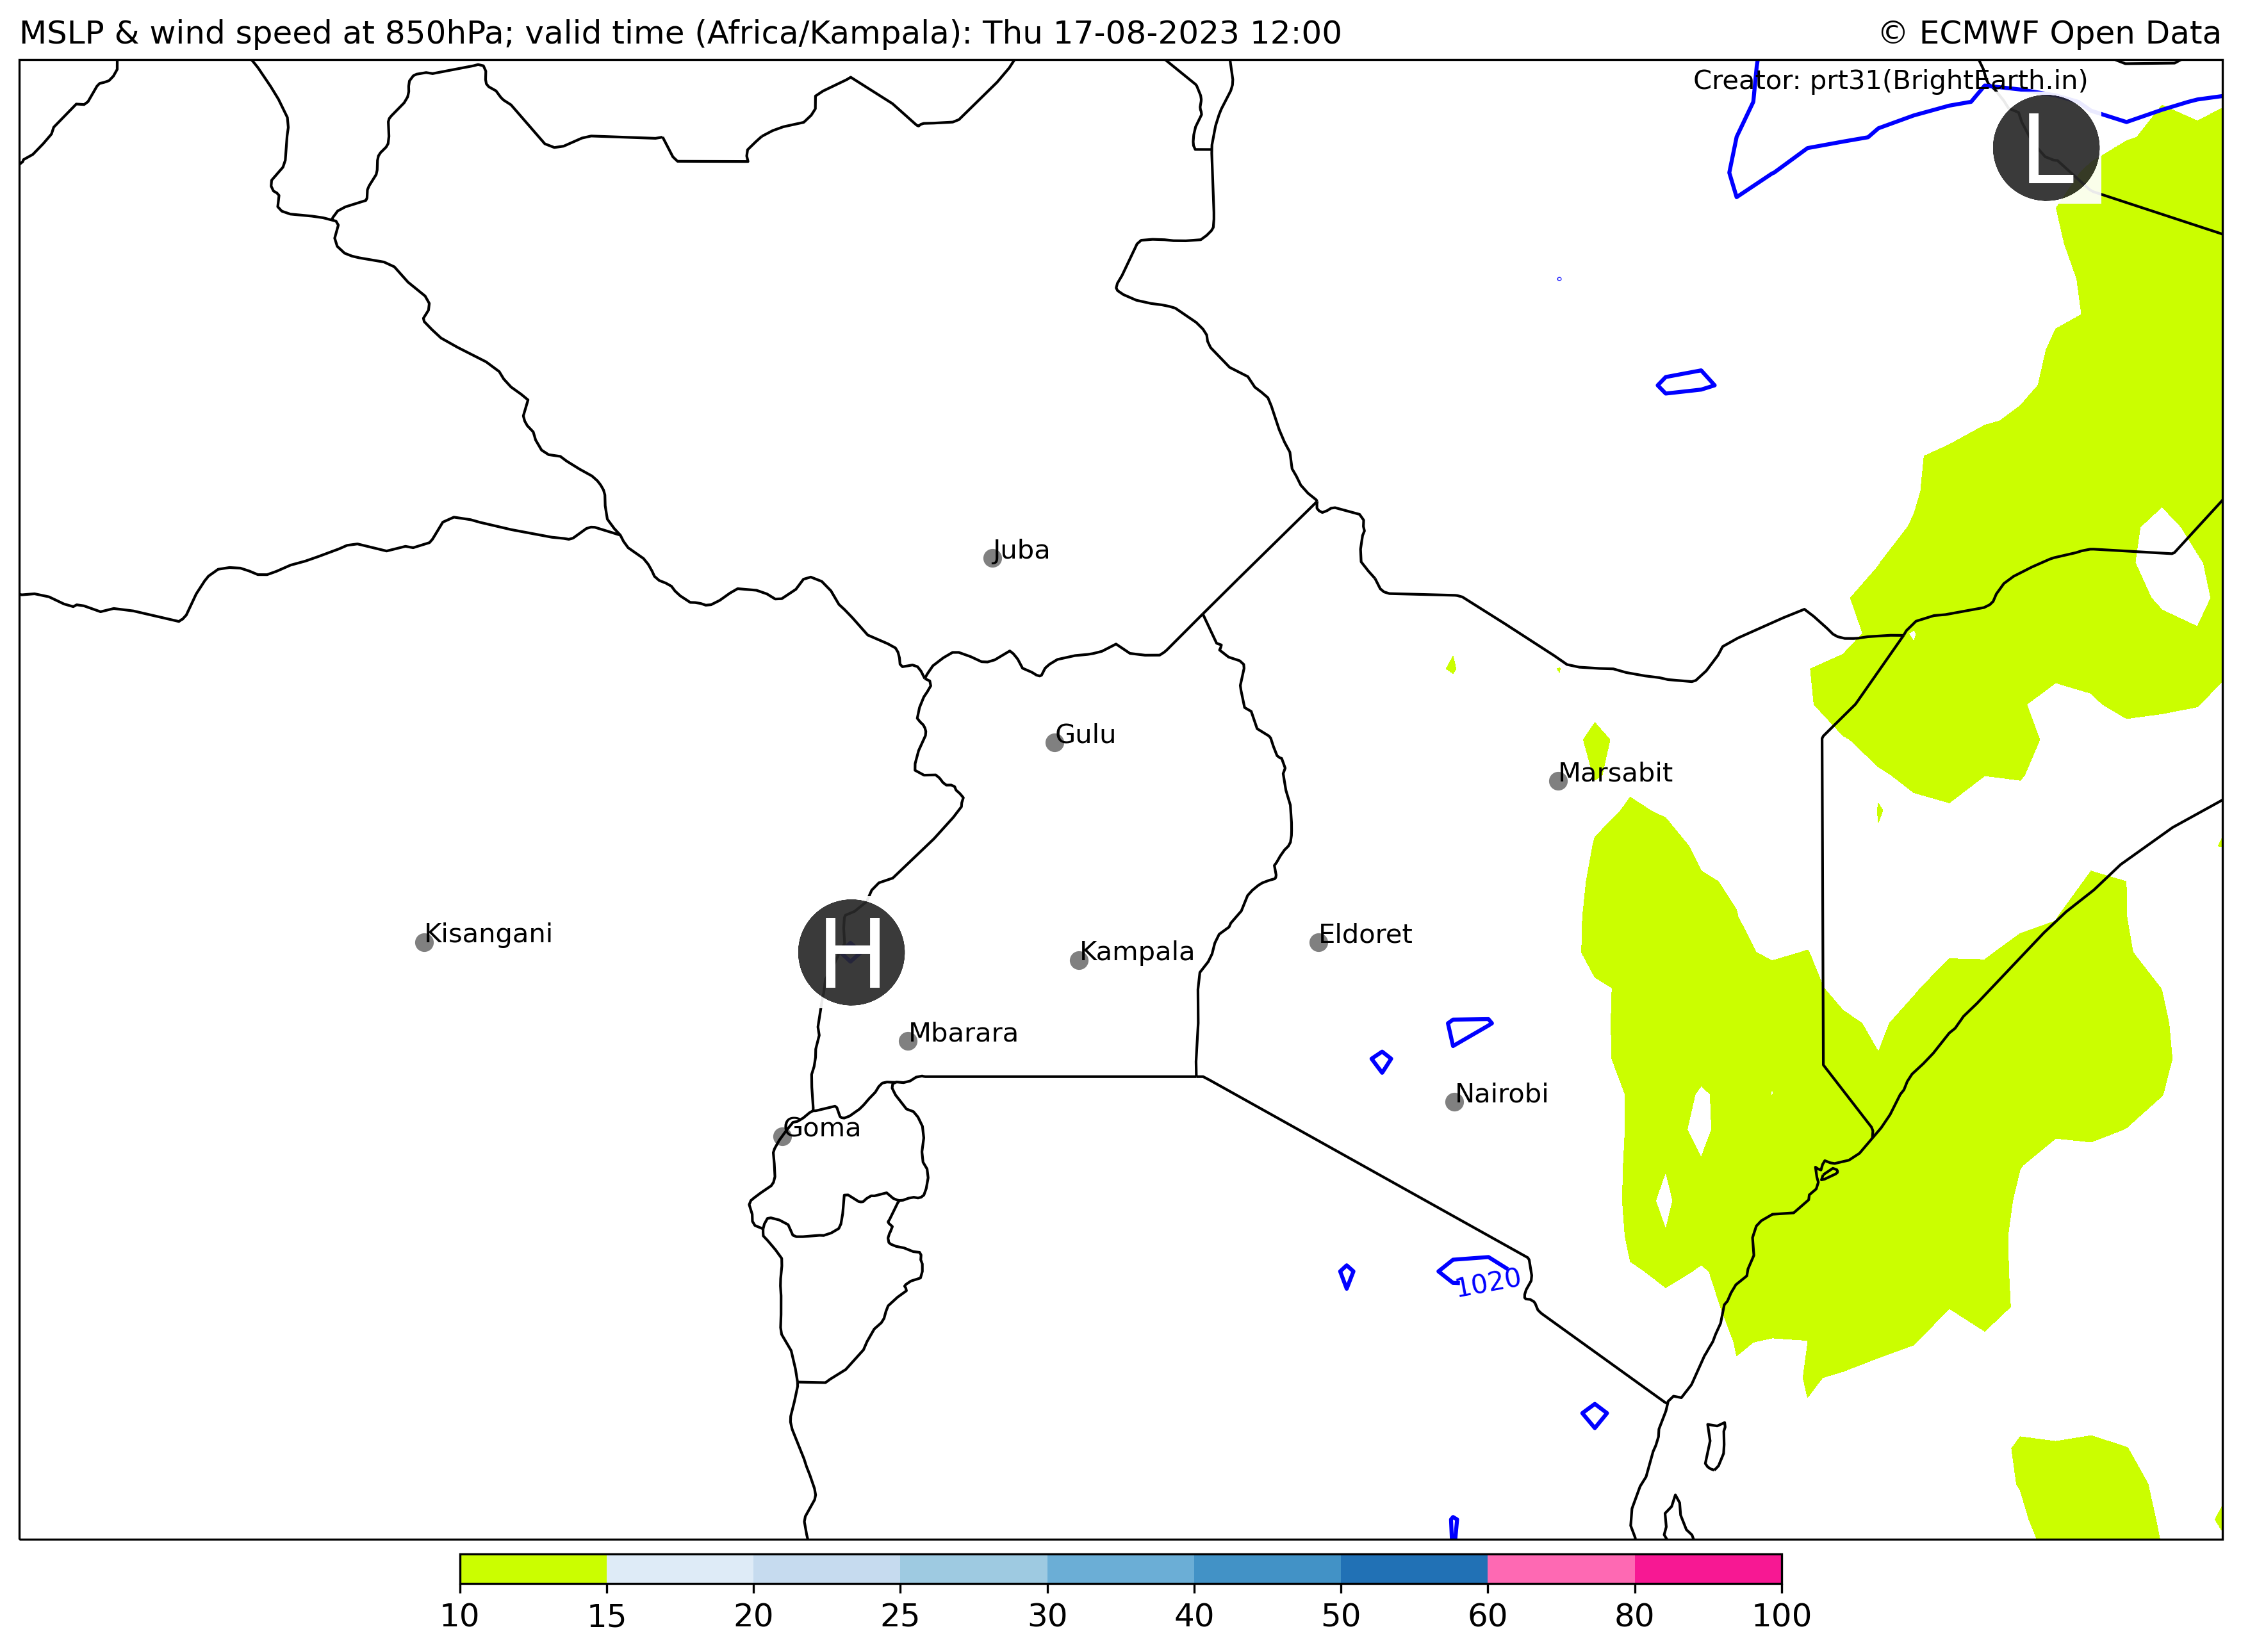 MSLP & wind speed at 850hPa; valid time (Africa/Kampala): Thu 17-08-2023 12:00
© ECMWF Open Data
Creator: prt31(BrightEarth.in)
L
Juba
Gulu
Marsabit
Kisangani
H
Kampala
Eldoret
Mbarara
Nairobi
Goma
1020
10 15 20 25 30 40 50 60 80 100